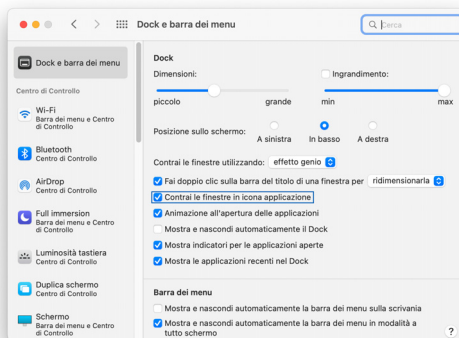 Dock e barra dei menu
Cerca
Dock e barra dei menu
Centro di Controllo
Wi-Fi
Barra dei menu e Centro
di Controllo
Bluetooth
Centro di Controllo
AirDrop
Centro di Controllo
Full immersion
Barra dei menu e Centro
di Controllo
Luminosità tastiera
Centro di Controllo
Duplica schermo
Centro di Controllo
Schermo
Barra dei menu e Centro
di Controllo
Dock
Dimensioni:
Ingrandimento:
piccolo grande min max
Posizione sullo schermo:
A sinistra In basso A destra
Contrai le finestre utilizzando: effetto genio
Fai doppio clic sulla barra del titolo di una finestra per ridimensionarla
Contrai le finestre in icona applicazione
Animazione all'apertura delle applicazioni
Mostra e nascondi automaticamente il Dock
Mostra indicatori per le applicazioni aperte
Mostra le applicazioni recenti nel Dock
Barra dei menu
Mostra e nascondi automaticamente la barra dei menu sulla scrivania
Mostra e nascondi automaticamente la barra dei menu in modalità a
tutto schermo
?